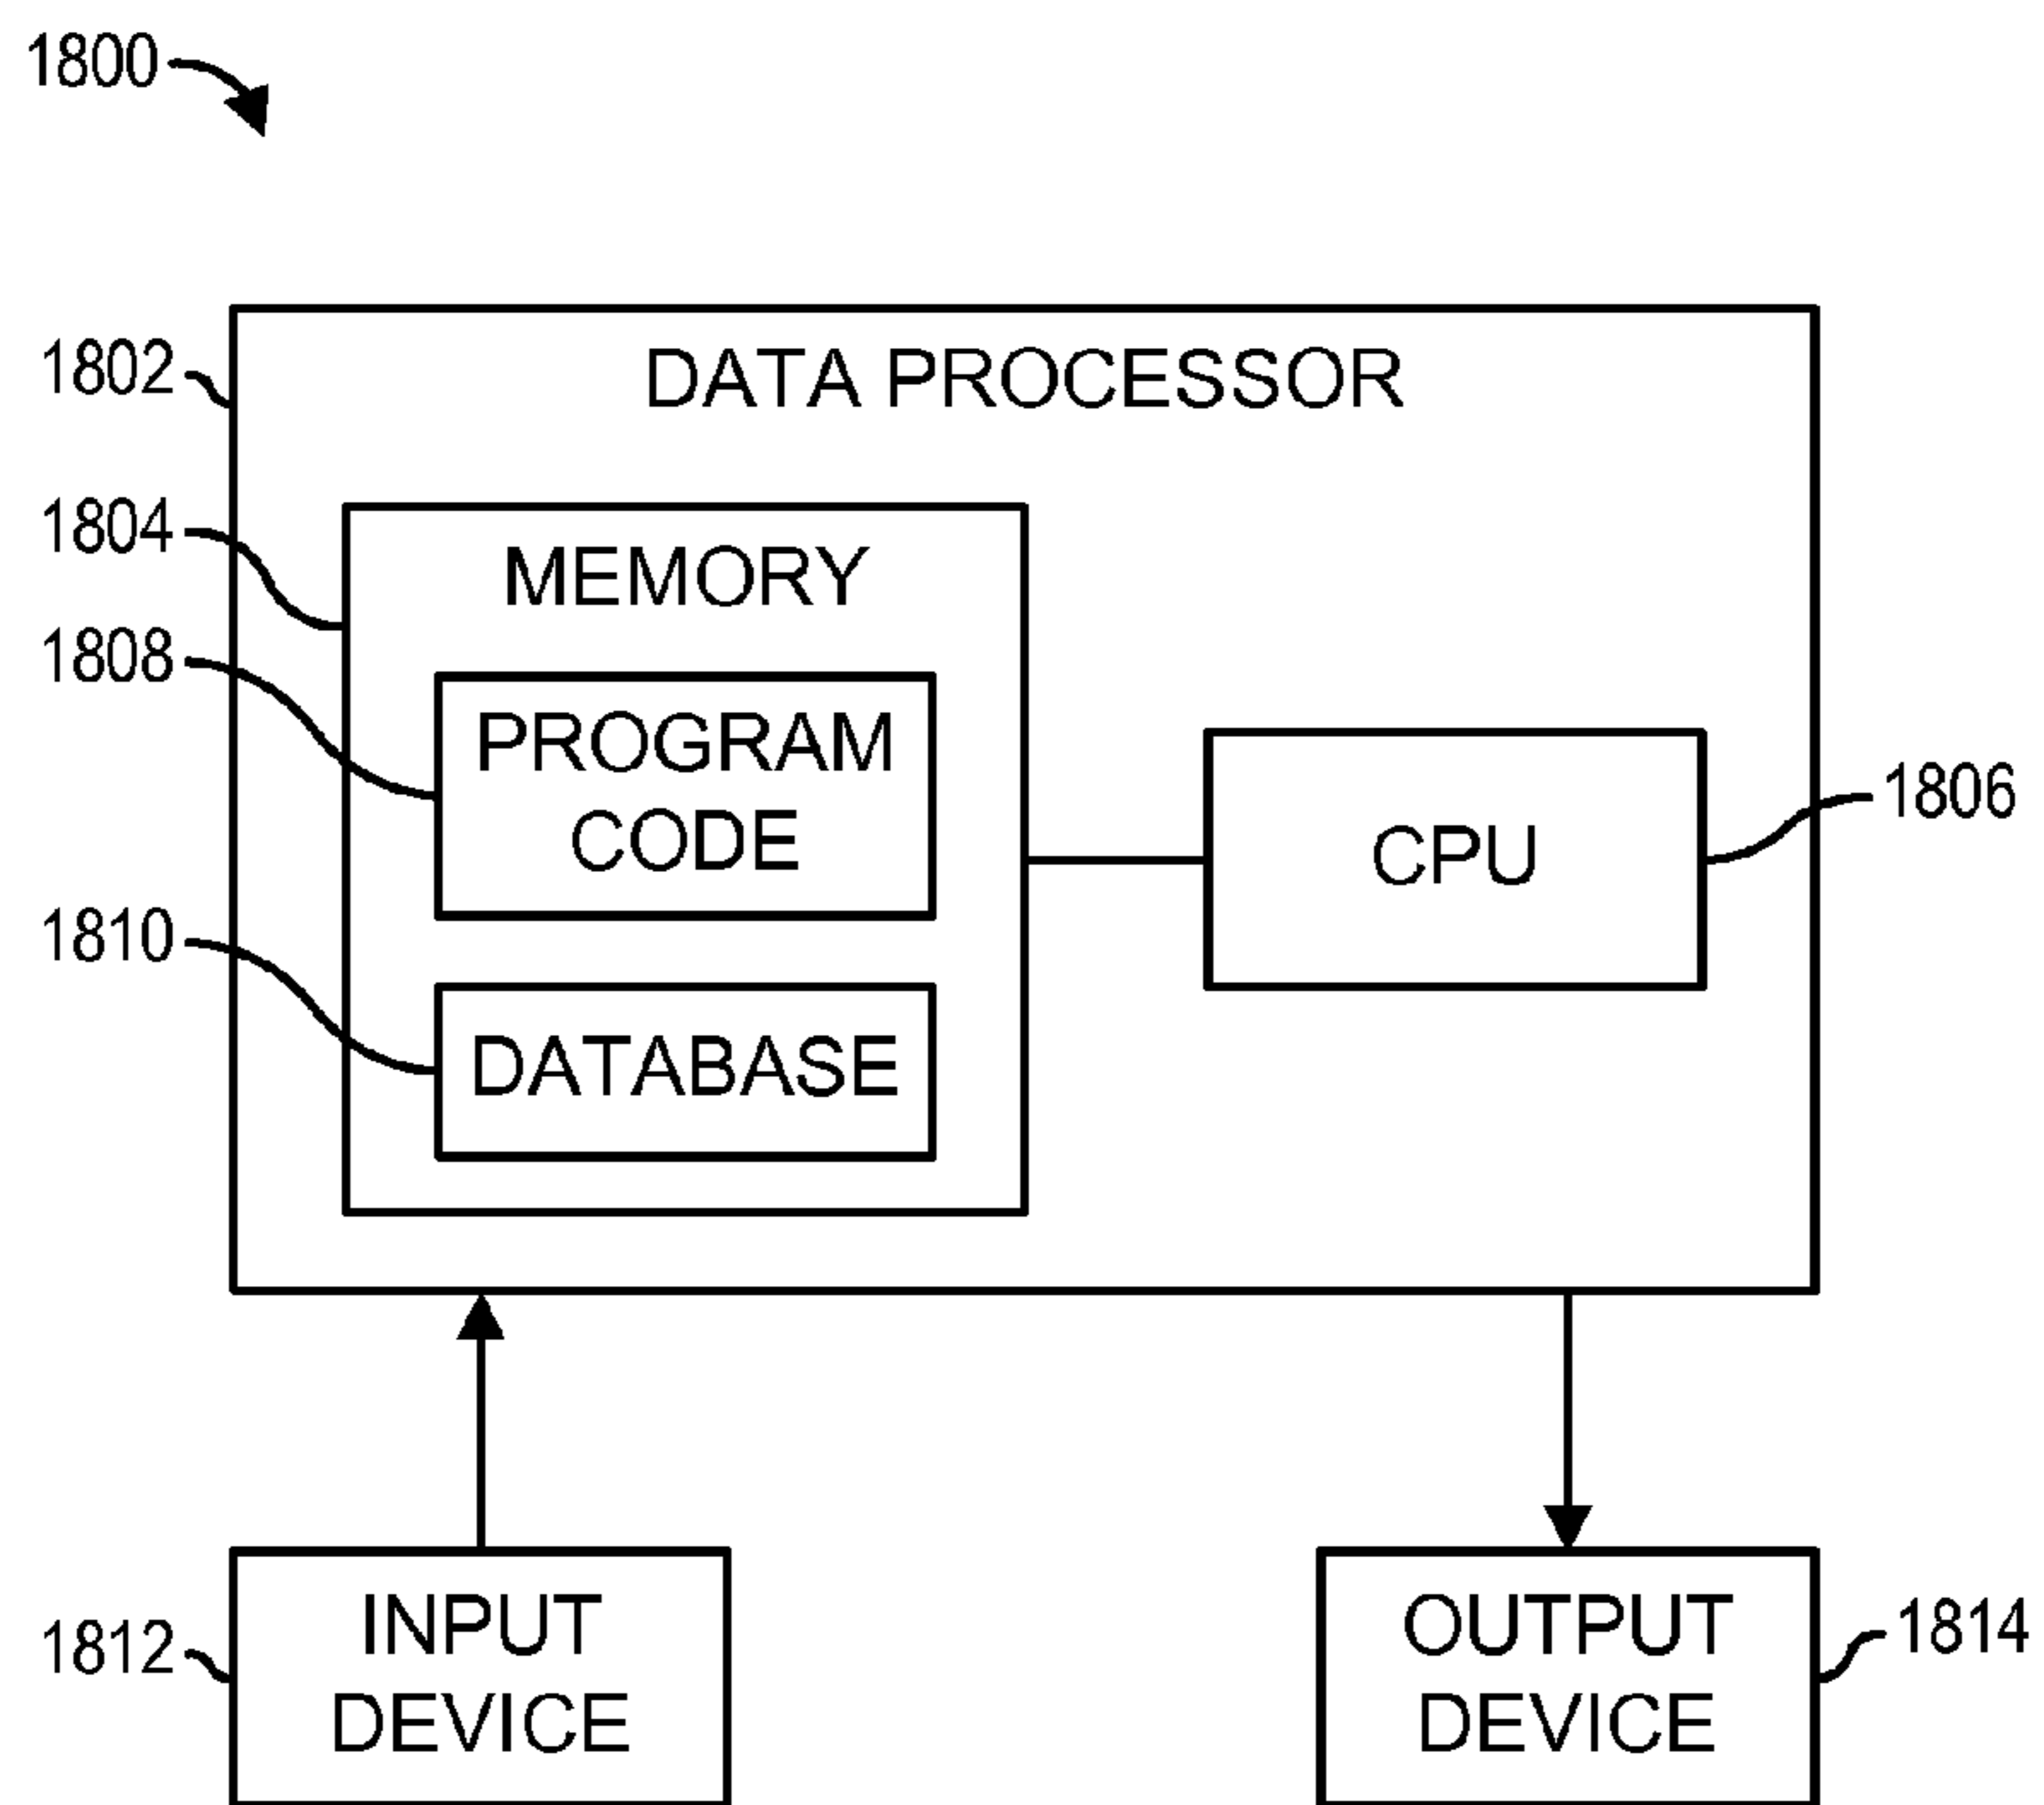 1800
1802
DATA PROCESSOR
1804
MEMORY
1808
PROGRAM
CODE
CPU
1806
1810
DATABASE
1812
INPUT
DEVICE
OUTPUT
DEVICE
1814